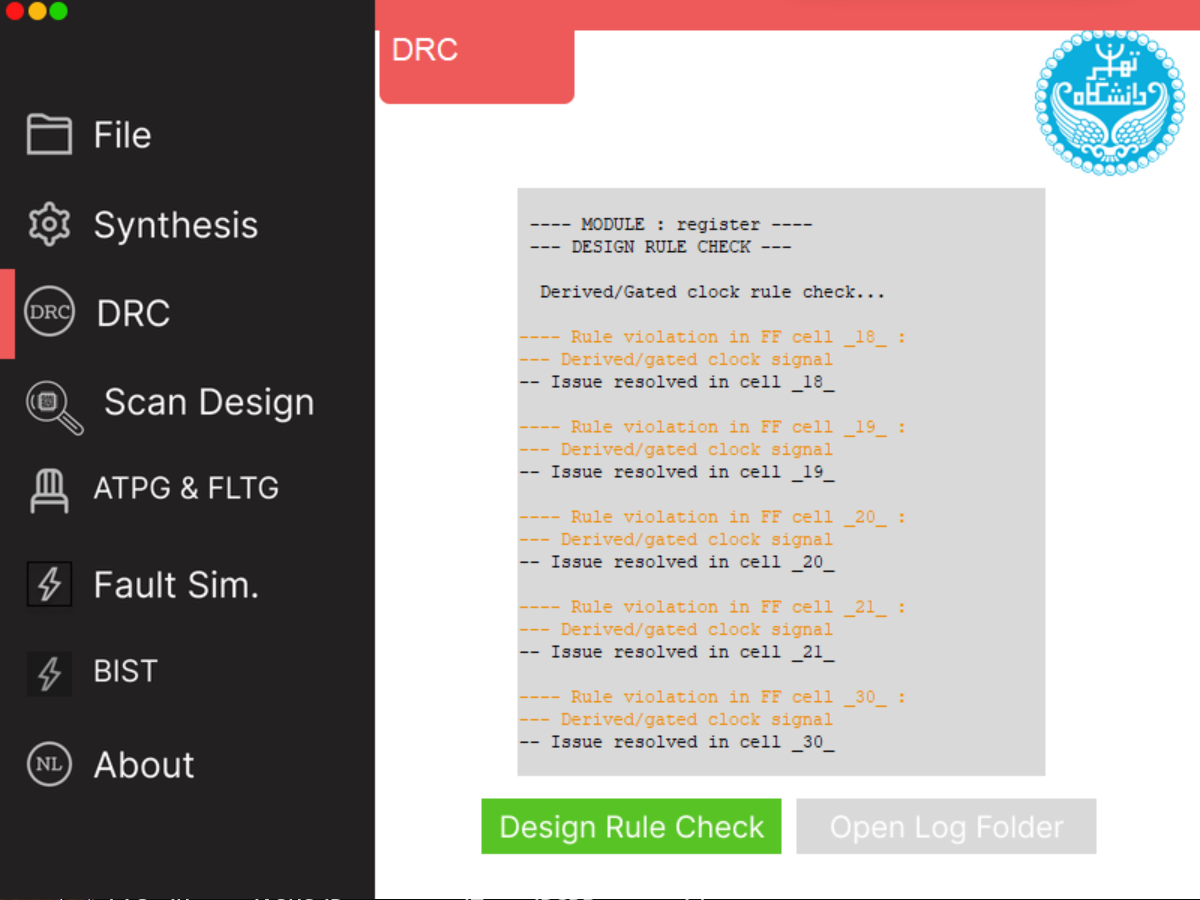 DRC
تهران
دانشگاه
File
Synthesis
DRC
DRC
Scan Design
ATPG & FLTG
Fault Sim.
BIST
NL
About
---- MODULE : register ----
--- DESIGN RULE CHECK ---
Derived/Gated clock rule check...
---- Rule violation in FF cell _18_ :
--- Derived/gated clock signal
-- Issue resolved in cell _18_
---- Rule violation in FF cell _19_ :
--- Derived/gated clock signal
-- Issue resolved in cell _19_
---- Rule violation in FF cell _20_ :
--- Derived/gated clock signal
-- Issue resolved in cell _20_
---- Rule violation in FF cell _21_ :
--- Derived/gated clock signal
-- Issue resolved in cell _21_
---- Rule violation in FF cell _30_ :
--- Derived/gated clock signal
-- Issue resolved in cell _30_
Design Rule Check
Open Log Folder